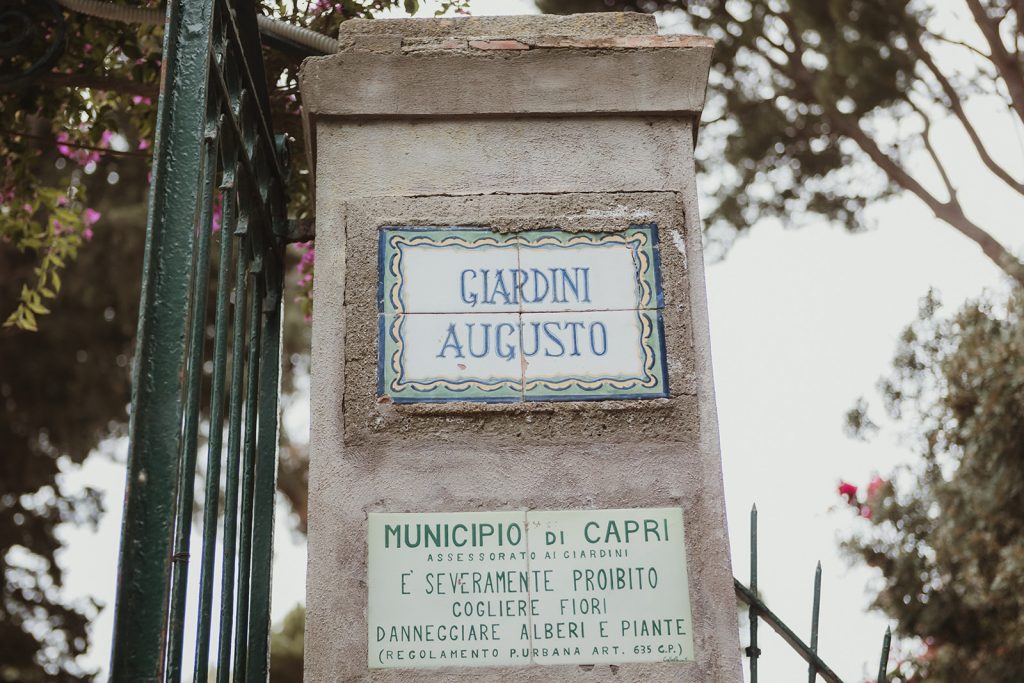 GIARDINI
AUGUSTO
MUNICIPIO DI CAPRI
ASSESSORATO AI GIARDINI
E' SEVERAMENTE PROIBITO
COGLIERE FIORI
DANNEGGIARE ALBERI E PIANTE
(REGOLAMENTO P.URBANA ART. 635 C.P.)